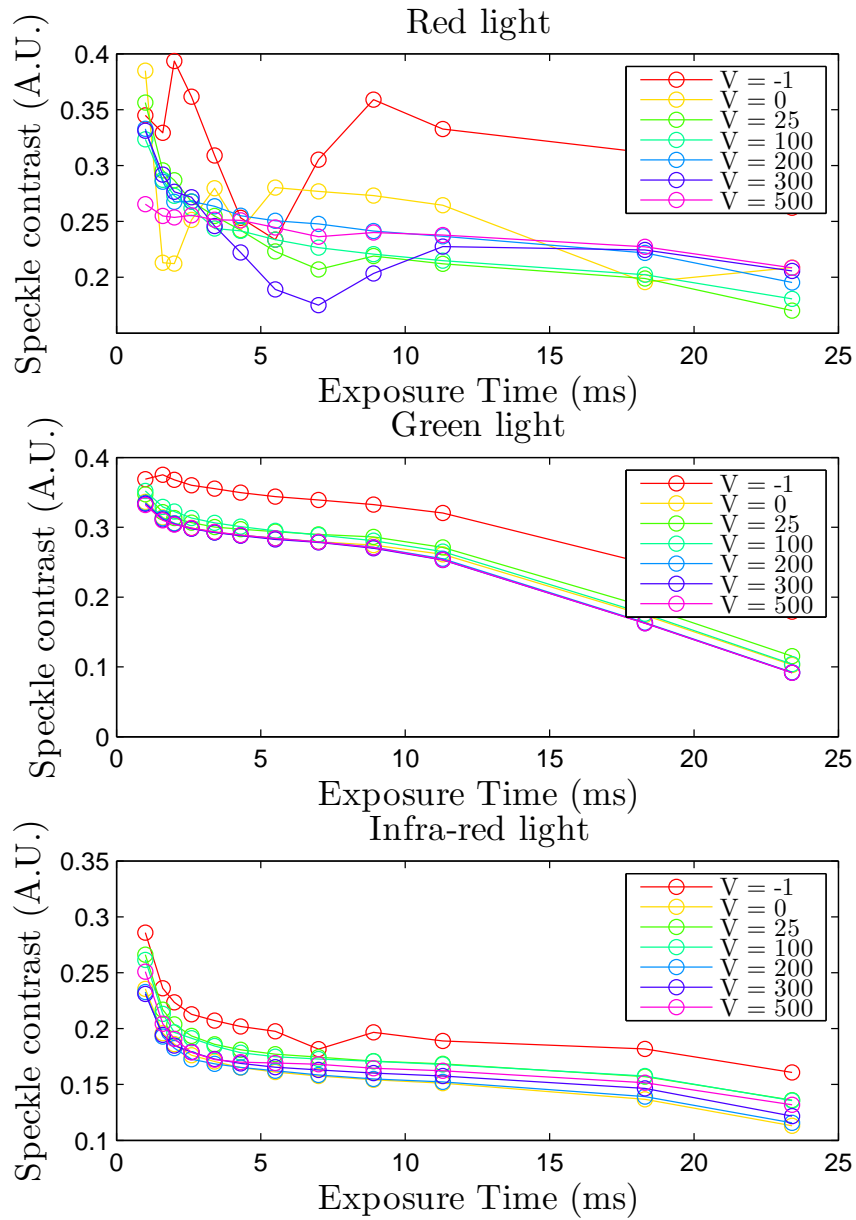 Red light
Speckle contrast (A.U.)
0.4
0.35
0.3
0.25
0.2
V = -1
V = 0
V = 25
V = 100
V = 200
V = 300
V = 500
0 5 10 15 20 25
Exposure Time (ms)
Green light
Speckle contrast (A.U.)
0.4
0.3
0.2
0.1
0
V = -1
V = 0
V = 25
V = 100
V = 200
V = 300
V = 500
0 5 10 15 20 25
Exposure Time (ms)
Infra-red light
Speckle contrast (A.U.)
0.35
0.3
0.25
0.2
0.15
0.1
V = -1
V = 0
V = 25
V = 100
V = 200
V = 300
V = 500
0 5 10 15 20 25
Exposure Time (ms)